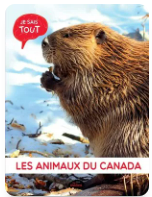 JE SAIS
TOUT
LES ANIMAUX DU CANADA